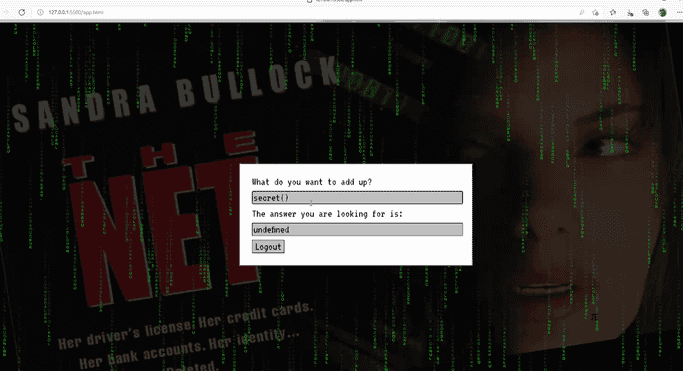 127.0.0.1:5500/app.html
SANDRA BULLOCK
THE
NET
What do you want to add up?
secret()
The answer you are looking for is:
undefined
Logout
Her driver's license. Her credit cards.
Her bank accounts. Her identity...
Deleted.
π